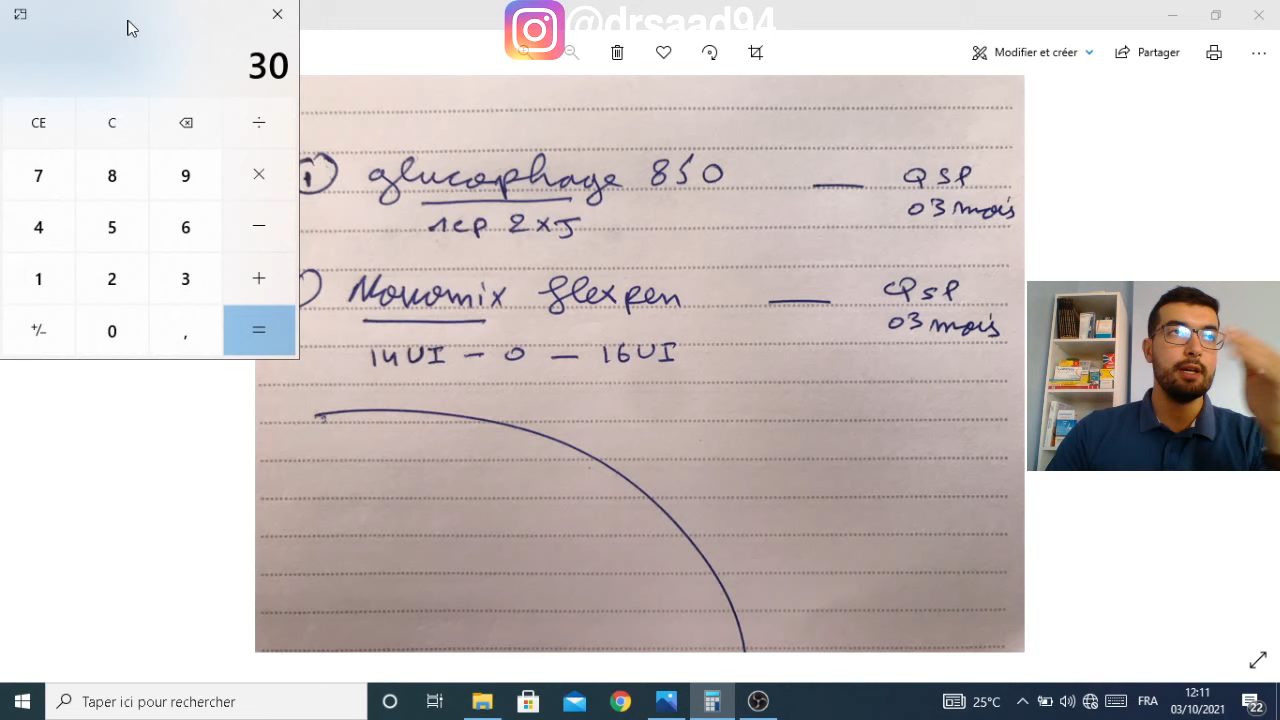 @drsaad94
30
CE C ÷
7 8 9 ×
4 5 6 −
1 2 3 +
⁺/₋ 0 , =
Modifier et créer
Partager
1) glucophage 850 — QSP
03 mois
1cp 2xJ
) Novomix flexpen — QSP
03 mois
14UI - 0 - 16UI
Taper ici pour rechercher
25°C
FRA
12:11
03/10/2021
22